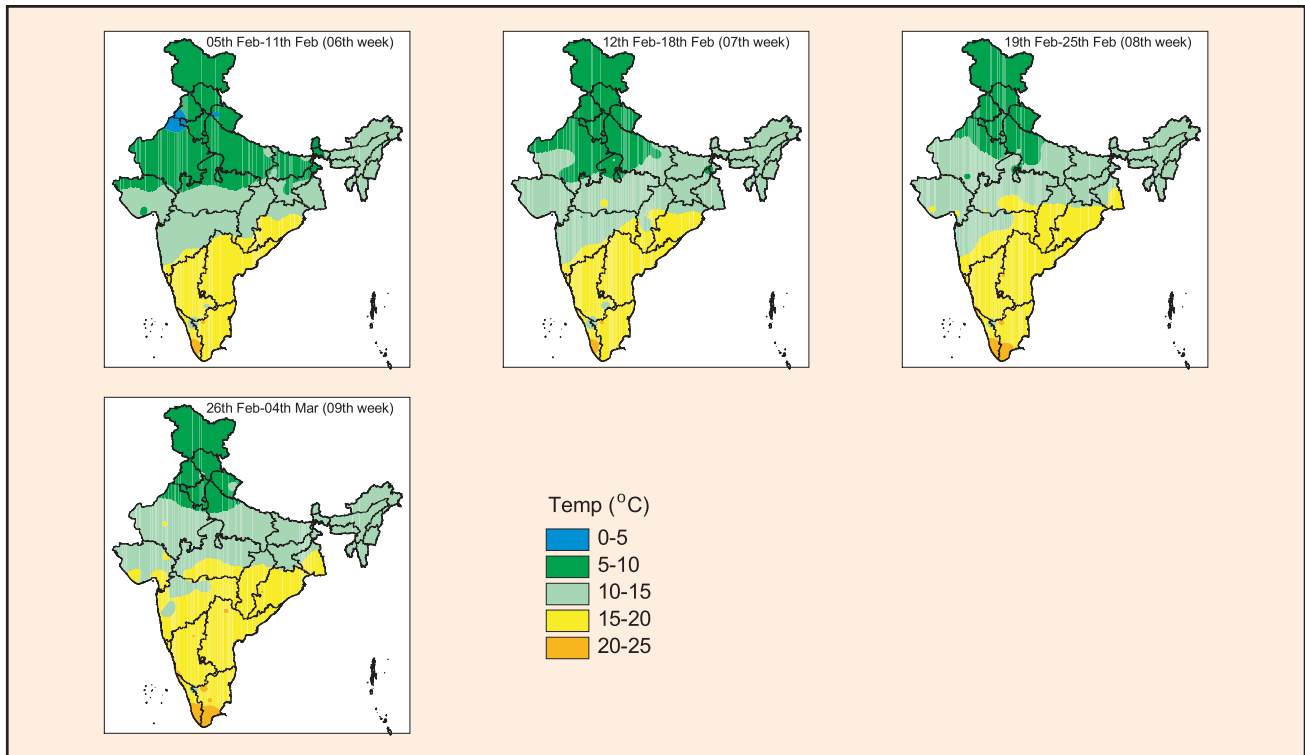 05th Feb-11th Feb (06th week)
12th Feb-18th Feb (07th week)
19th Feb-25th Feb (08th week)
26th Feb-04th Mar (09th week)
Temp (°C)
0-5
5-10
10-15
15-20
20-25